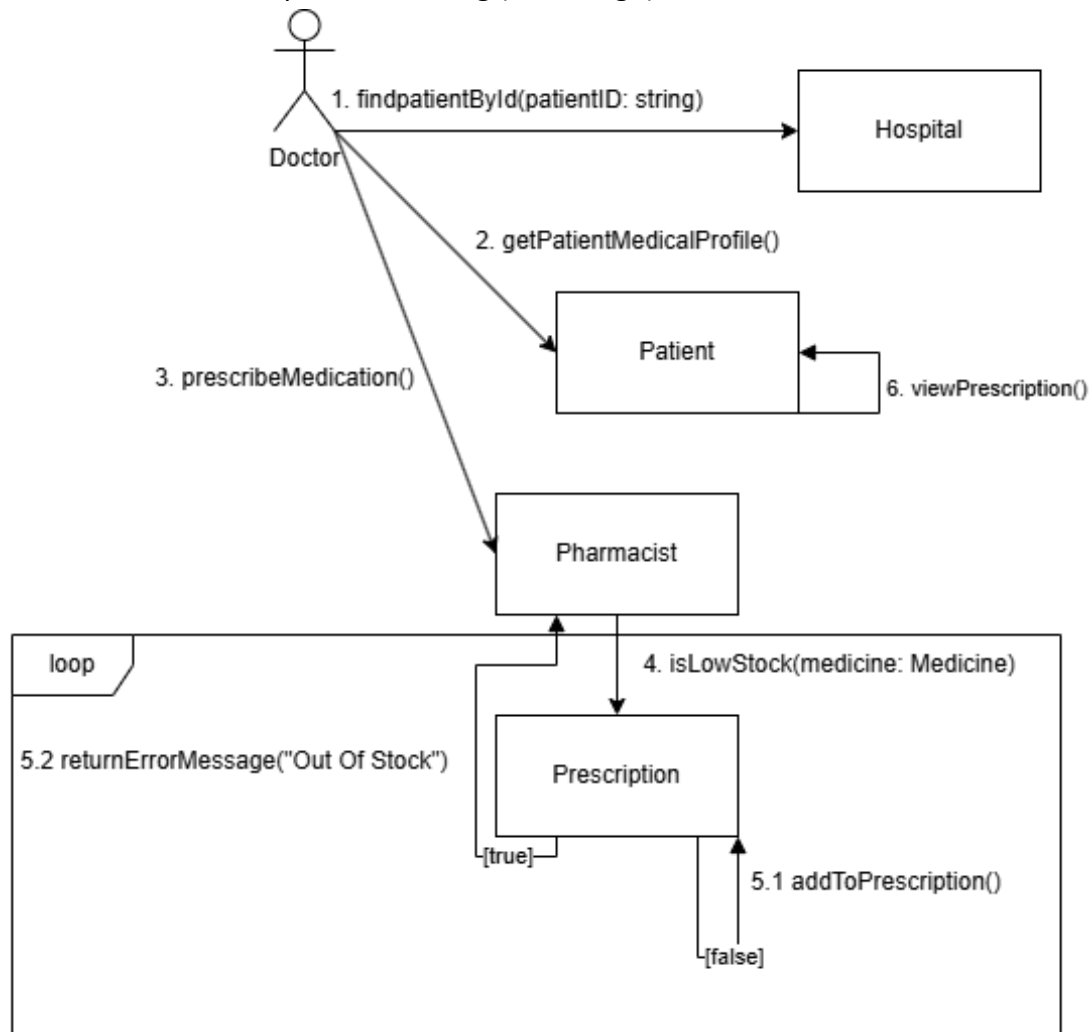 1. findpatientById(patientID: string)
Hospital
Doctor
2. getPatientMedicalProfile()
Patient
3. prescribeMedication()
6. viewPrescription()
Pharmacist
loop
4. isLowStock(medicine: Medicine)
5.2 returnErrorMessage("Out Of Stock")
Prescription
[true]
5.1 addToPrescription()
[false]